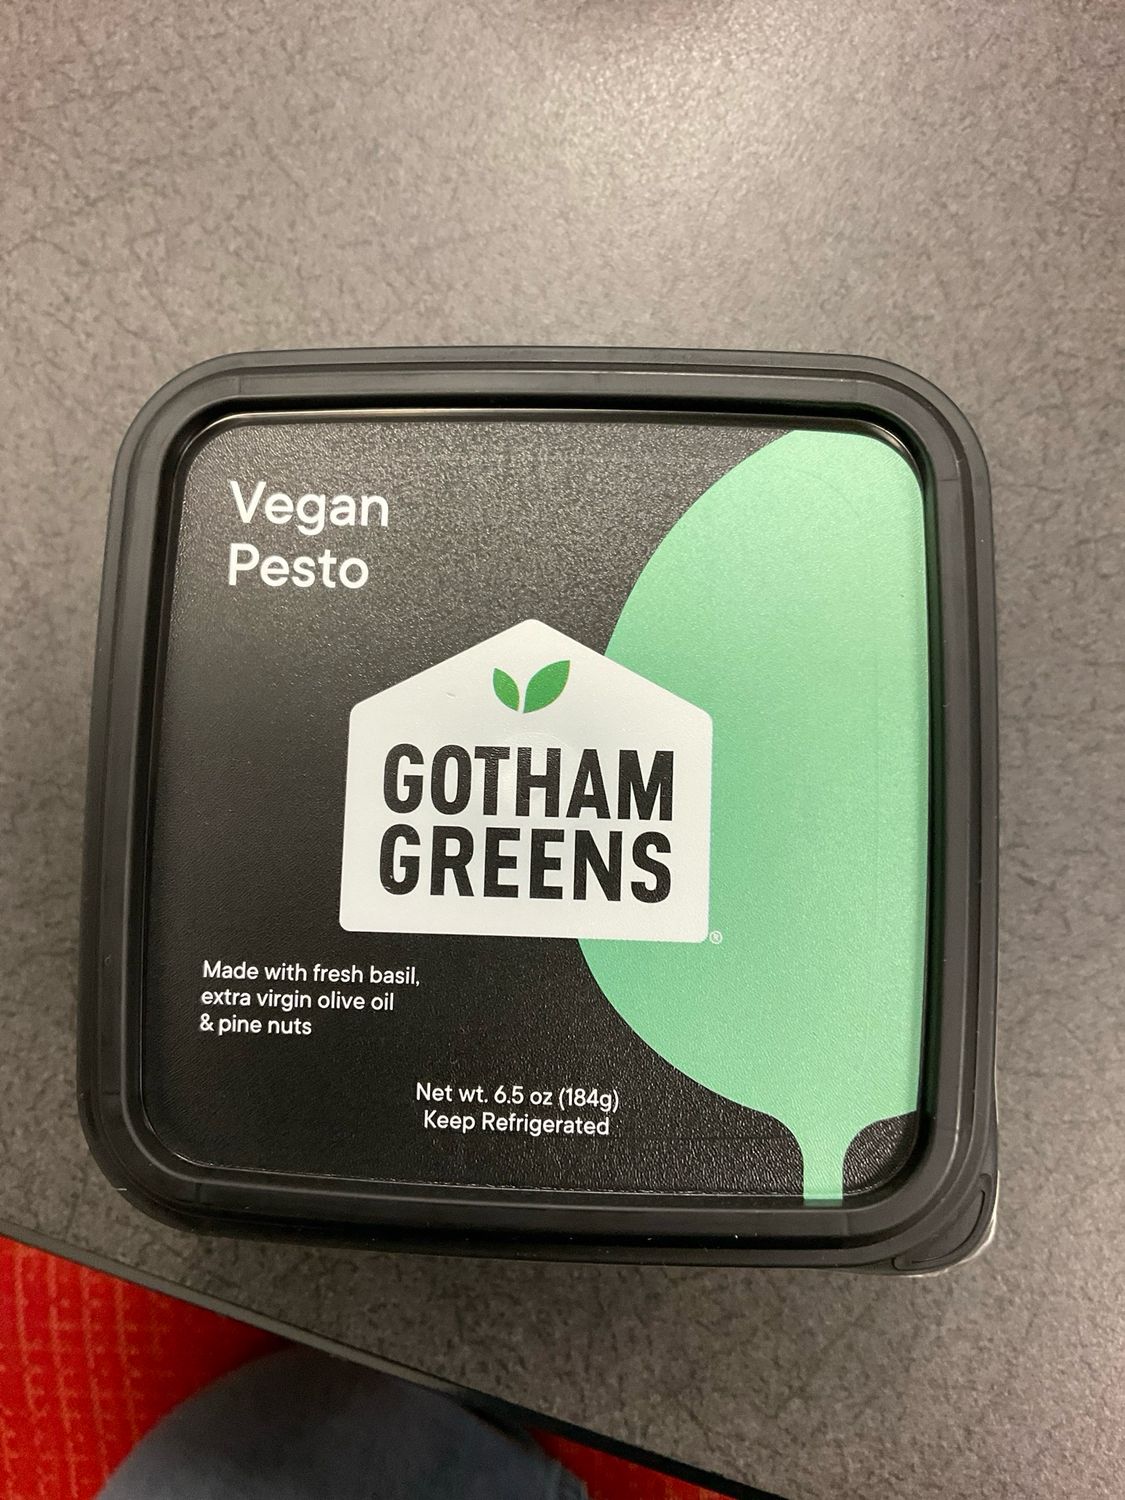 Vegan
Pesto
GOTHAM
GREENS
®
Made with fresh basil,
extra virgin olive oil
& pine nuts
Net wt. 6.5 oz (184g)
Keep Refrigerated